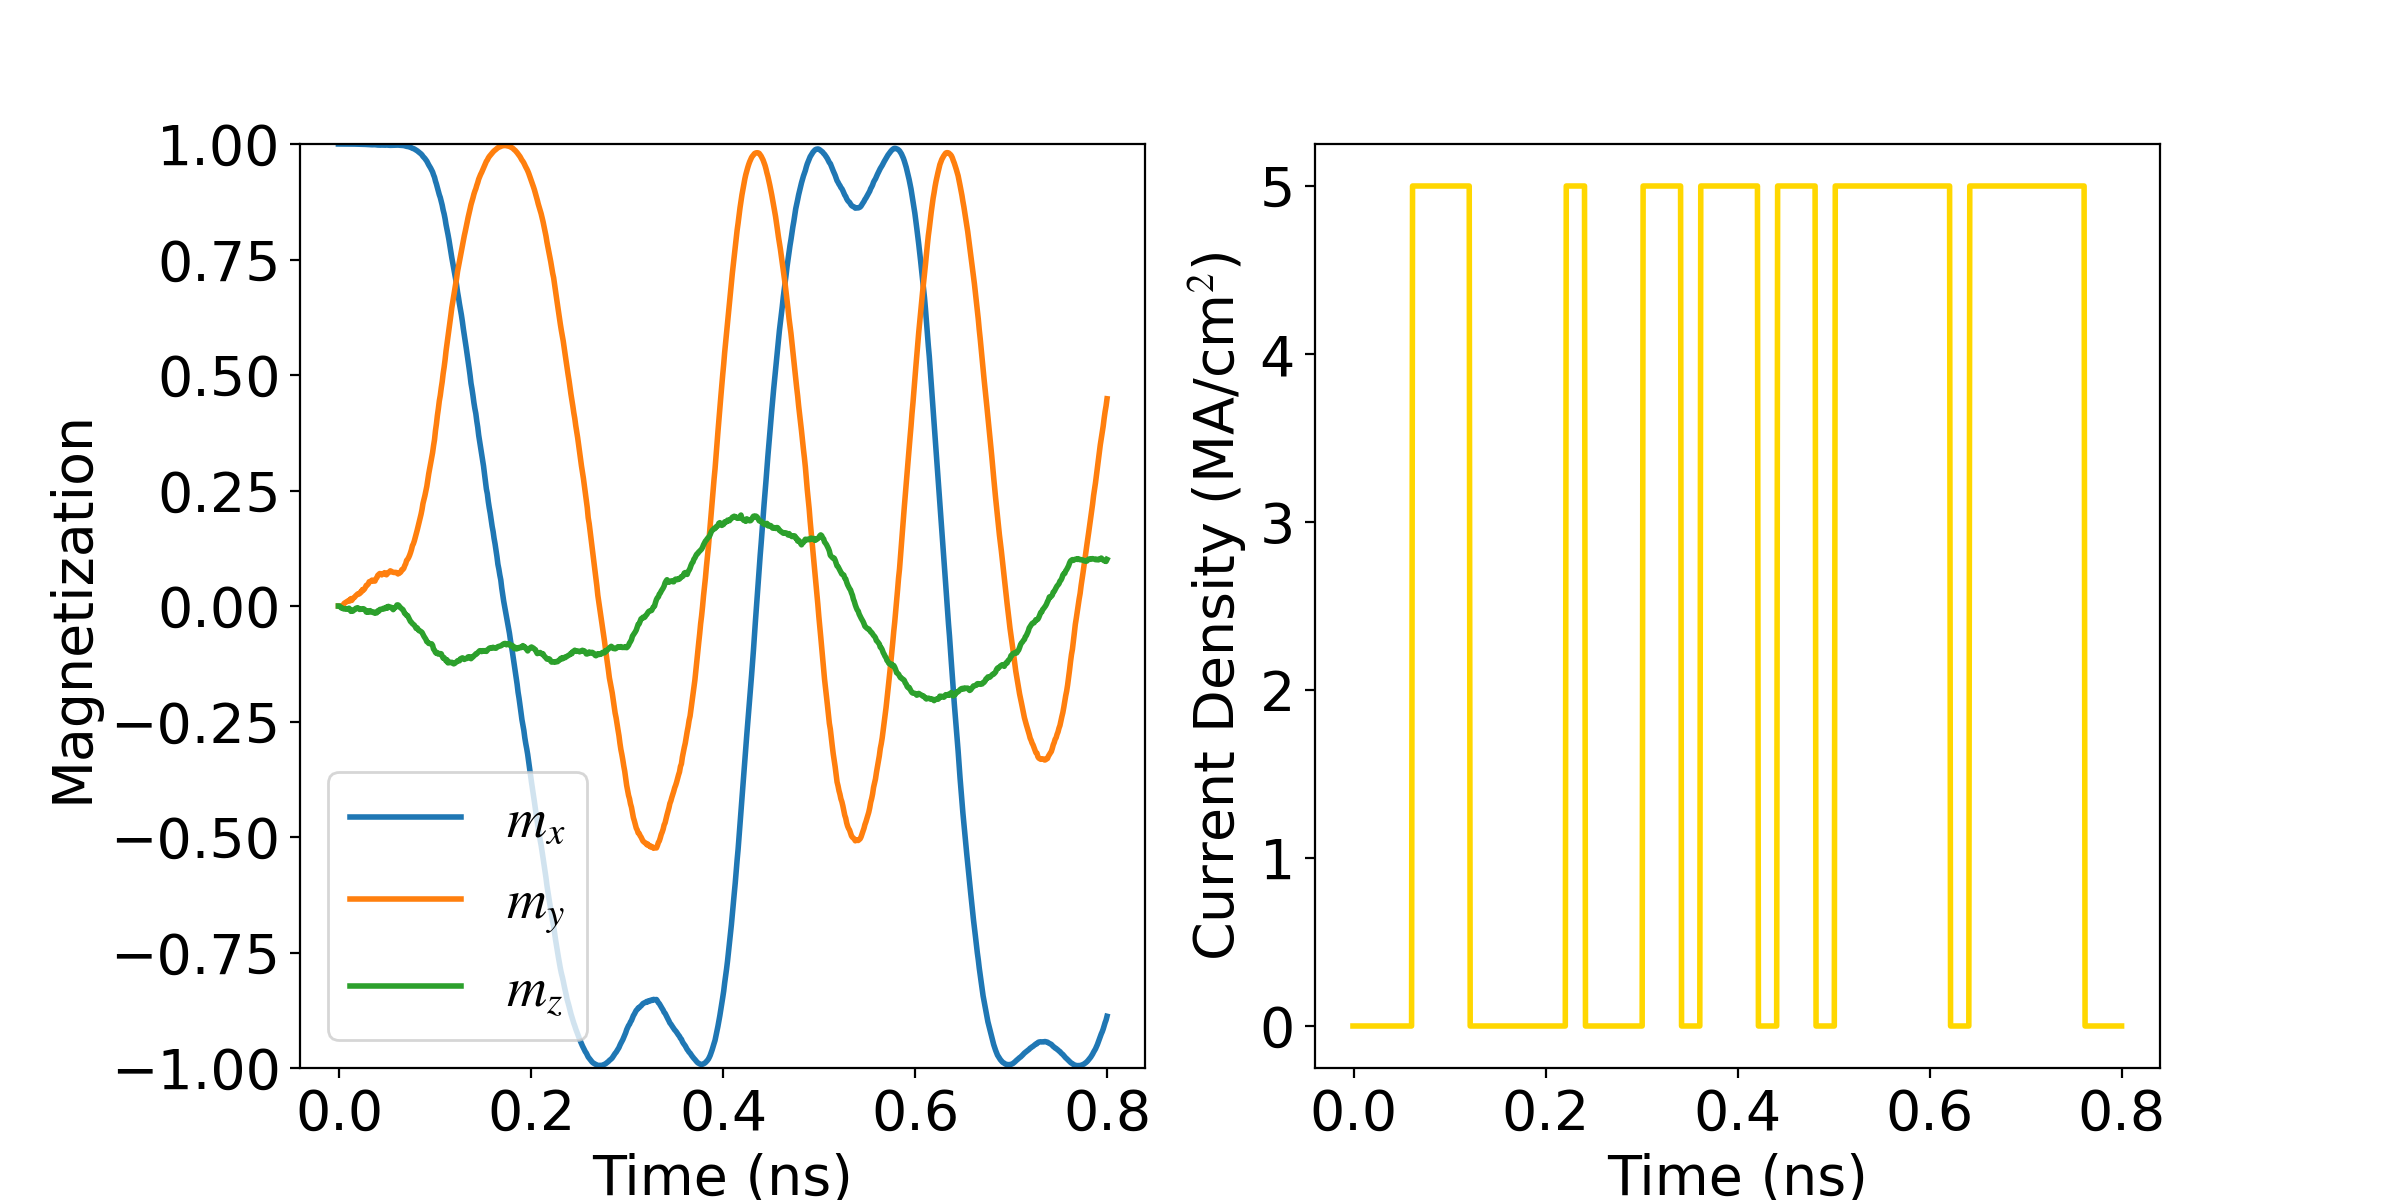 Magnetization
1.00
0.75
0.50
0.25
0.00
−0.25
−0.50
−0.75
−1.00
m_x
m_y
m_z
0.0 0.2 0.4 0.6 0.8
Time (ns)
Current Density (MA/cm²)
5
4
3
2
1
0
0.0 0.2 0.4 0.6 0.8
Time (ns)